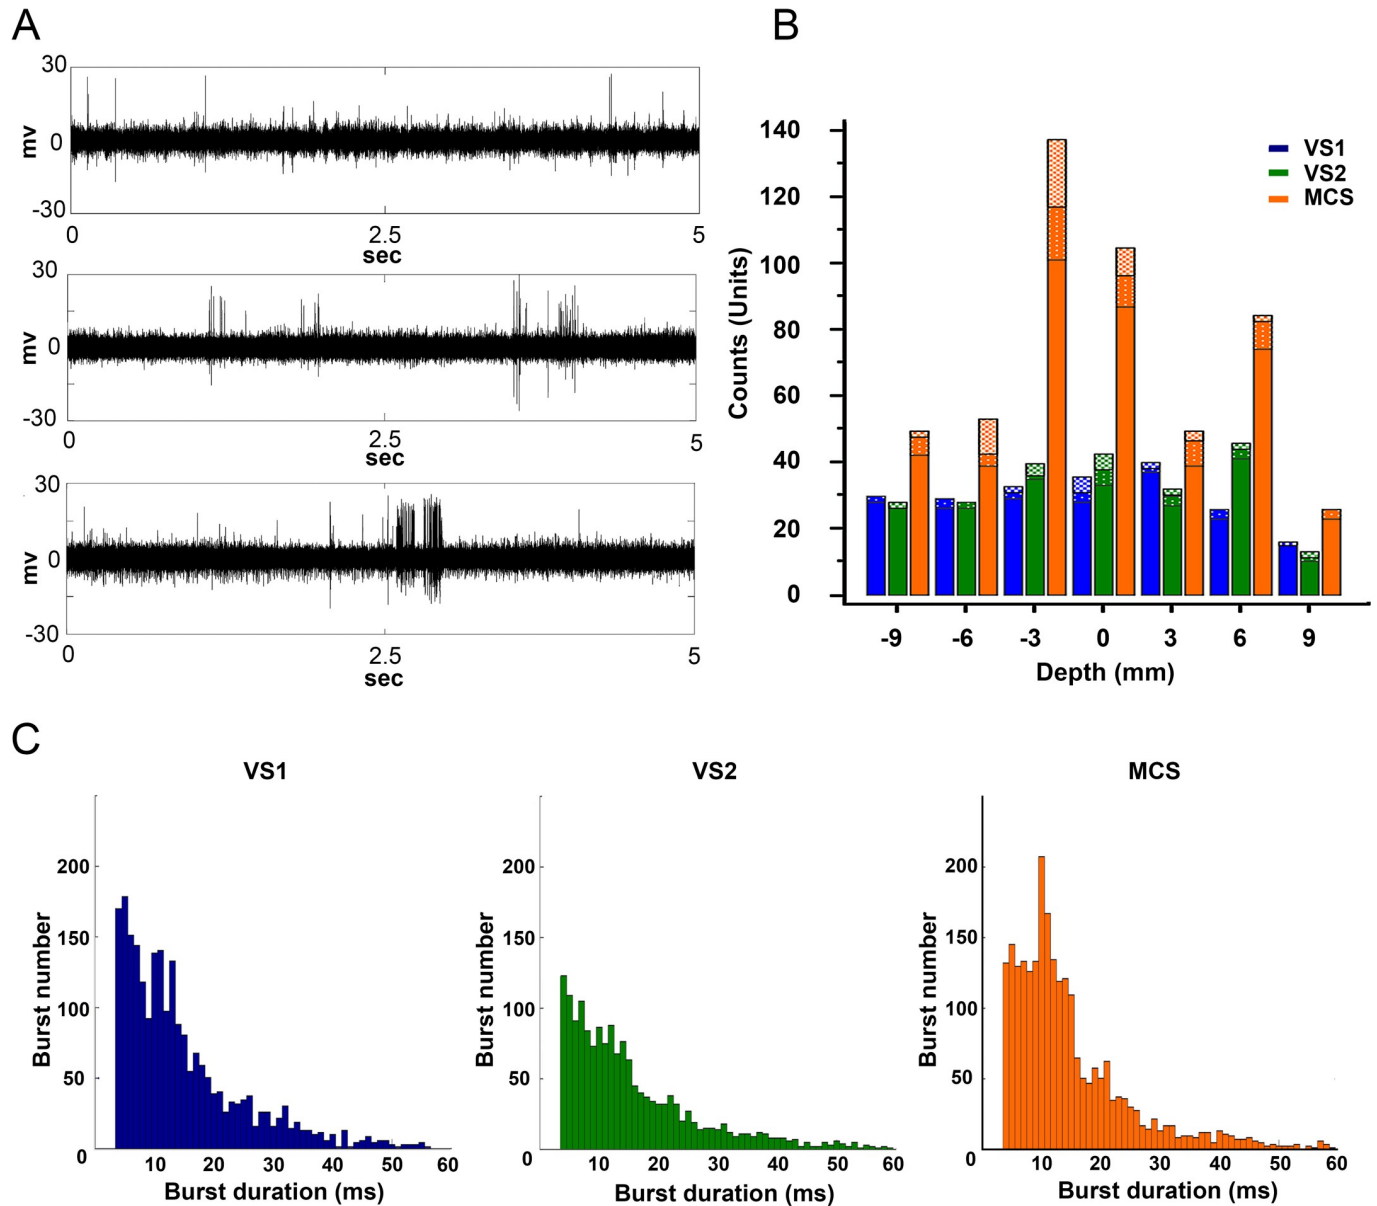 A
30
mv
0
-30
0
2.5
5
sec
30
mv
0
-30
0
2.5
5
sec
30
mv
0
-30
0
2.5
5
sec
B
140
120
100
80
60
40
20
0
Counts (Units)
VS1
VS2
MCS
-9
-6
-3
0
3
6
9
Depth (mm)
C
VS1
200
150
100
50
0
Burst number
10
20
30
40
50
60
Burst duration (ms)
VS2
200
150
100
50
0
Burst number
10
20
30
40
50
60
Burst duration (ms)
MCS
200
150
100
50
0
Burst number
10
20
30
40
50
60
Burst duration (ms)